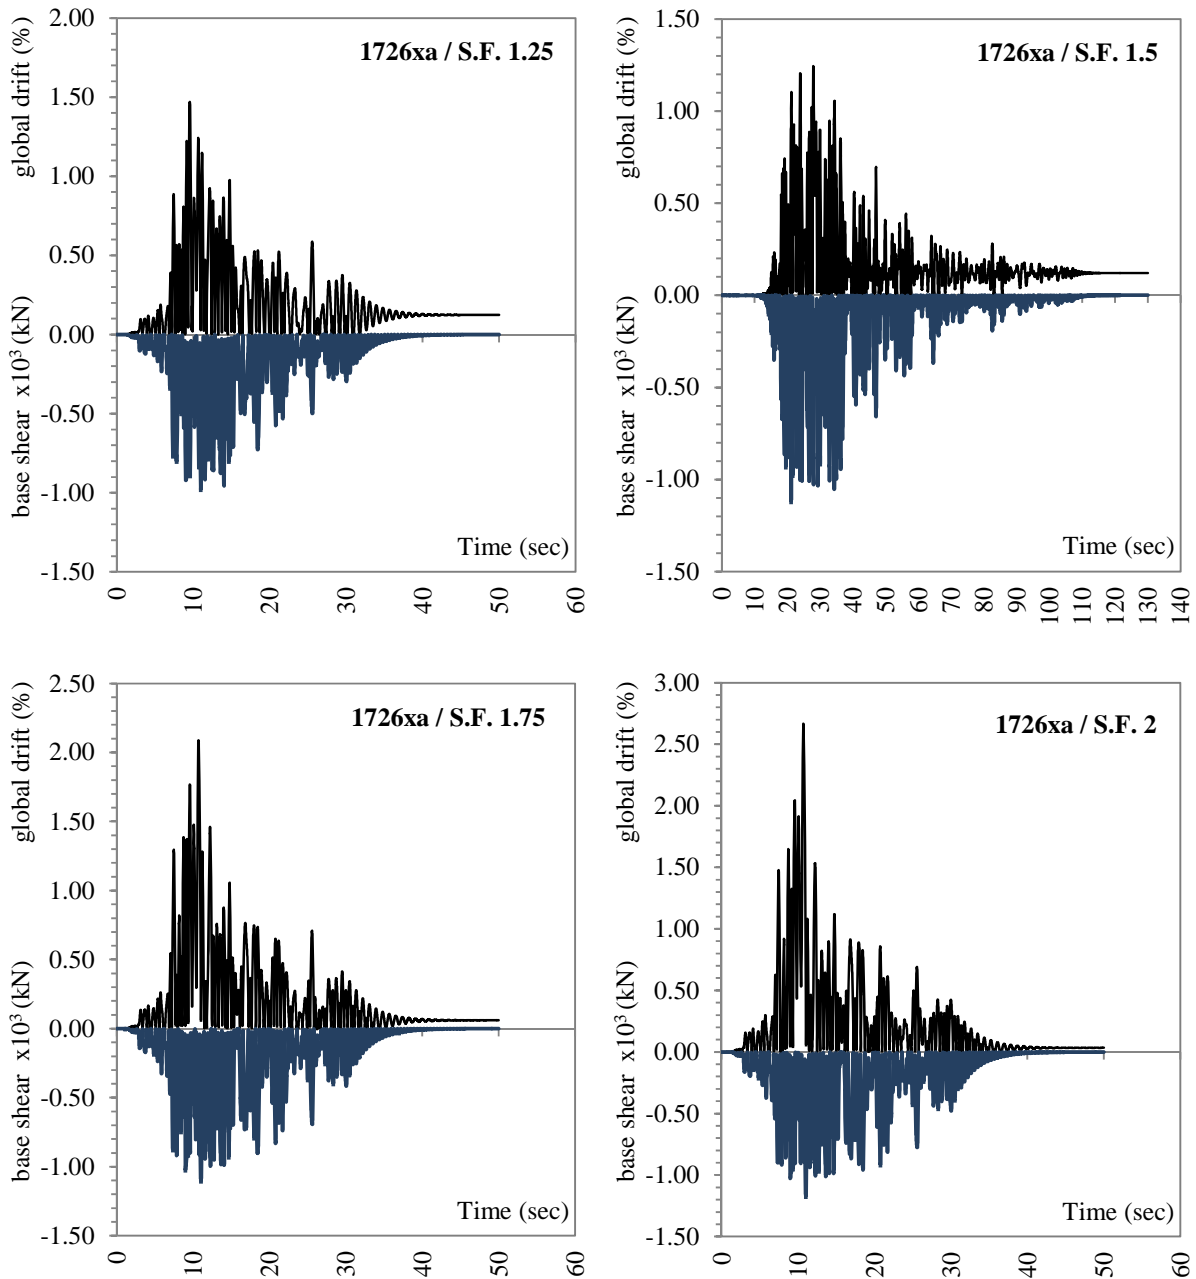 1726xa / S.F. 1.25
global drift (%)
base shear x10³ (kN)
2.00
1.50
1.00
0.50
0.00
-0.50
-1.00
-1.50
Time (sec)
0 10 20 30 40 50 60
1726xa / S.F. 1.5
global drift (%)
base shear x10³ (kN)
1.50
1.00
0.50
0.00
-0.50
-1.00
-1.50
Time (sec)
0 10 20 30 40 50 60 70 80 90 100 110 120 130 140
1726xa / S.F. 1.75
global drift (%)
base shear x10³ (kN)
2.50
2.00
1.50
1.00
0.50
0.00
-0.50
-1.00
-1.50
Time (sec)
0 10 20 30 40 50 60
1726xa / S.F. 2
global drift (%)
base shear x10³ (kN)
3.00
2.50
2.00
1.50
1.00
0.50
0.00
-0.50
-1.00
-1.50
Time (sec)
0 10 20 30 40 50 60